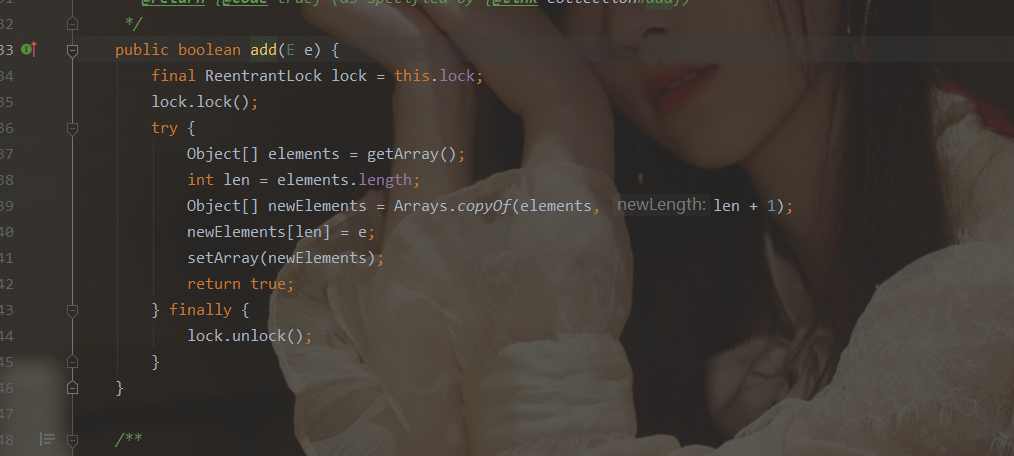 @return {@code true} (as specified by {@link Collection#add})
32 */
33 public boolean add(E e) {
34 final ReentrantLock lock = this.lock;
35 lock.lock();
36 try {
37 Object[] elements = getArray();
38 int len = elements.length;
39 Object[] newElements = Arrays.copyOf(elements, newLength: len + 1);
40 newElements[len] = e;
41 setArray(newElements);
42 return true;
43 } finally {
44 lock.unlock();
45 }
46 }
47
48 /**